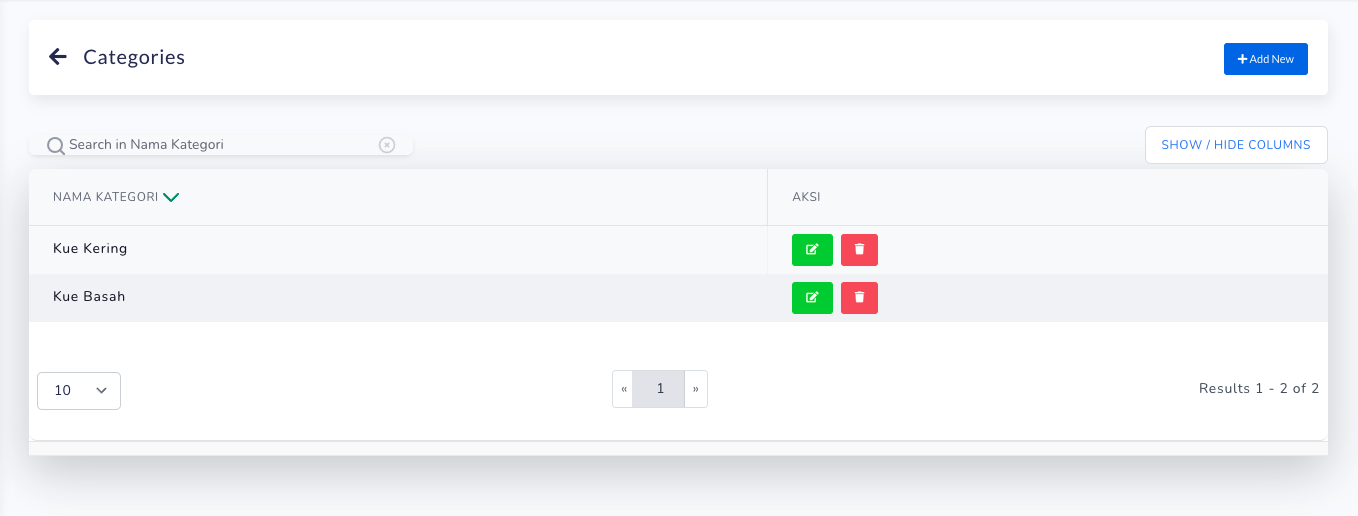 Categories
Add New
Search in Nama Kategori
SHOW / HIDE COLUMNS
NAMA KATEGORI
AKSI
Kue Kering
Kue Basah
10
«
1
»
Results 1 - 2 of 2